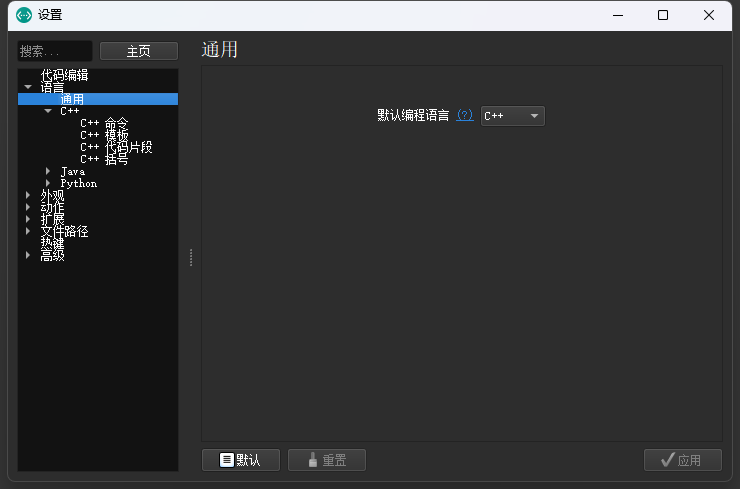 设置
搜索...
主页
代码编辑
语言
通用
C++
C++ 命令
C++ 模板
C++ 代码片段
C++ 括号
Java
Python
外观
动作
扩展
文件路径
热键
高级
通用
默认编程语言 (?) C++
默认
重置
应用